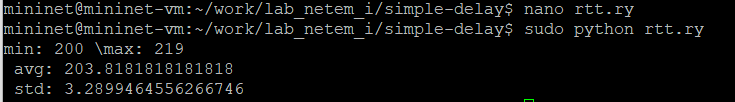 mininet@mininet-vm:~/work/lab_netem_i/simple-delay$ nano rtt.ry
mininet@mininet-vm:~/work/lab_netem_i/simple-delay$ sudo python rtt.ry
min: 200 \max: 219
 avg: 203.8181818181818
 std: 3.2899464556266746